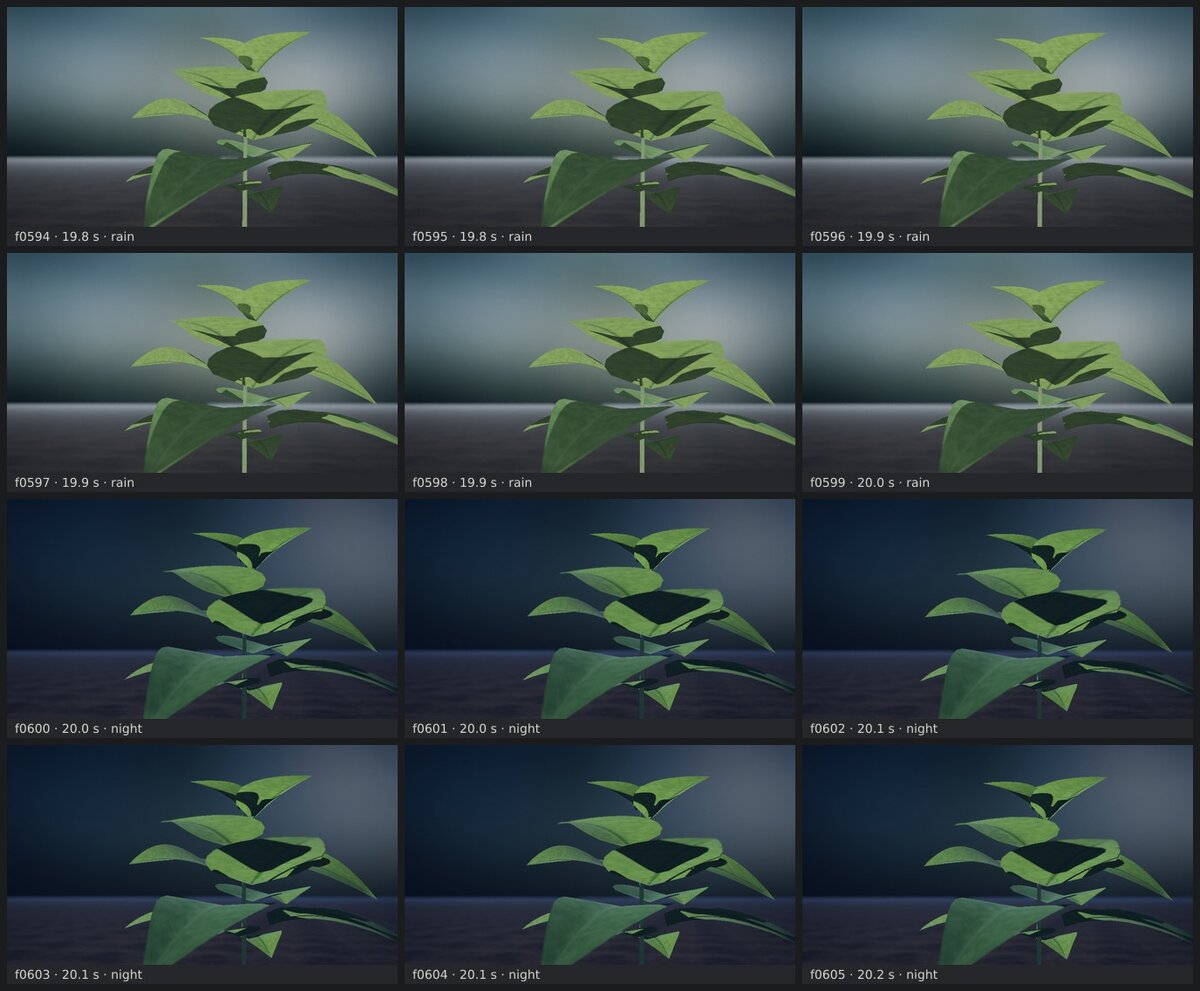 f0594 · 19.8 s · rain
f0595 · 19.8 s · rain
f0596 · 19.9 s · rain
f0597 · 19.9 s · rain
f0598 · 19.9 s · rain
f0599 · 20.0 s · rain
f0600 · 20.0 s · night
f0601 · 20.0 s · night
f0602 · 20.1 s · night
f0603 · 20.1 s · night
f0604 · 20.1 s · night
f0605 · 20.2 s · night